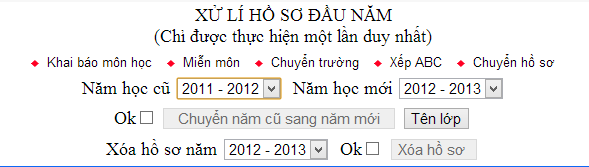 XỬ LÍ HỒ SƠ ĐẦU NĂM
(Chỉ được thực hiện một lần duy nhất)
Khai báo môn học Miễn môn Chuyển trường Xếp ABC Chuyển hồ sơ
Năm học cũ 2011 - 2012 Năm học mới 2012 - 2013
Ok Chuyển năm cũ sang năm mới Tên lớp
Xóa hồ sơ năm 2012 - 2013 Ok Xóa hồ sơ